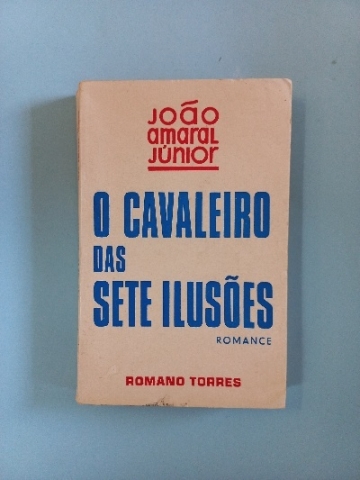 JOÃO
AMARAL
JÚNIOR
O CAVALEIRO
DAS
SETE ILUSÕES
ROMANCE
ROMANO TORRES